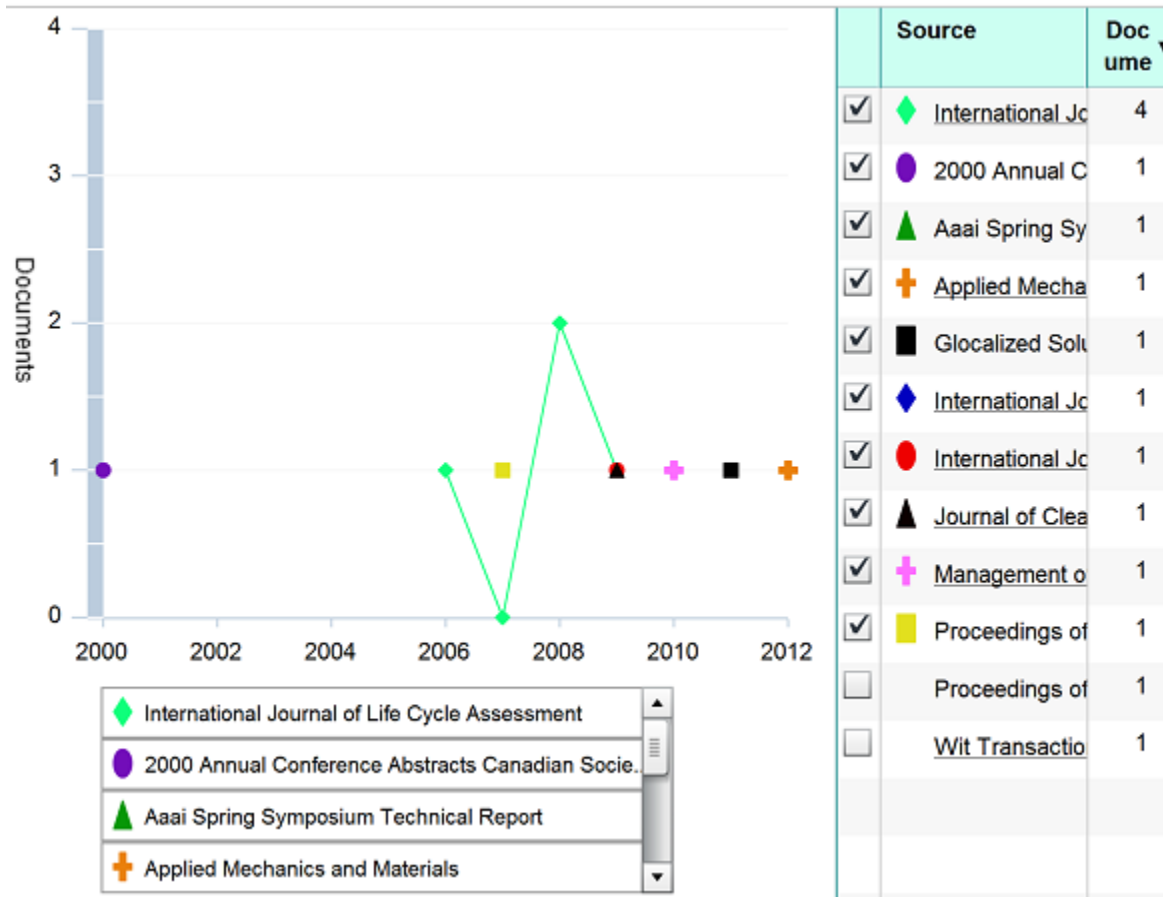 4
3
2
1
0
Documents
2000 2002 2004 2006 2008 2010 2012
International Journal of Life Cycle Assessment
2000 Annual Conference Abstracts Canadian Socie..
Aaai Spring Symposium Technical Report
Applied Mechanics and Materials
Source Doc
ume
International Jo 4
2000 Annual C 1
Aaai Spring Sy 1
Applied Mecha 1
Glocalized Solu 1
International Jo 1
International Jo 1
Journal of Clea 1
Management o 1
Proceedings of 1
Proceedings of 1
Wit Transactio 1